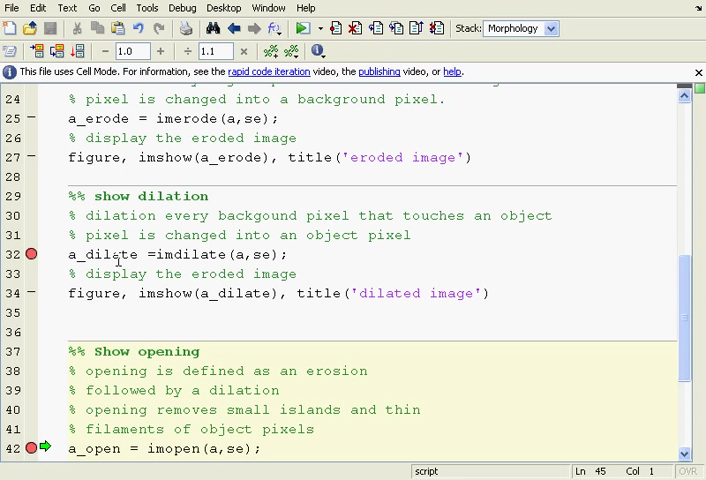 File Edit Text Go Cell Tools Debug Desktop Window Help
Stack: Morphology
1.0 + ÷ 1.1 ×
This file uses Cell Mode. For information, see the rapid code iteration video, the publishing video, or help.
24 % pixel is changed into a background pixel.
25 a_erode = imerode(a,se);
26 % display the eroded image
27 figure, imshow(a_erode), title('eroded image')
28
29 %% show dilation
30 % dilation every backgound pixel that touches an object
31 % pixel is changed into an object pixel
32 a_dilate =imdilate(a,se);
33 % display the eroded image
34 figure, imshow(a_dilate), title('dilated image')
35
36
37 %% Show opening
38 % opening is defined as an erosion
39 % followed by a dilation
40 % opening removes small islands and thin
41 % filaments of object pixels
42 a_open = imopen(a,se);
script Ln 45 Col 1 OVR